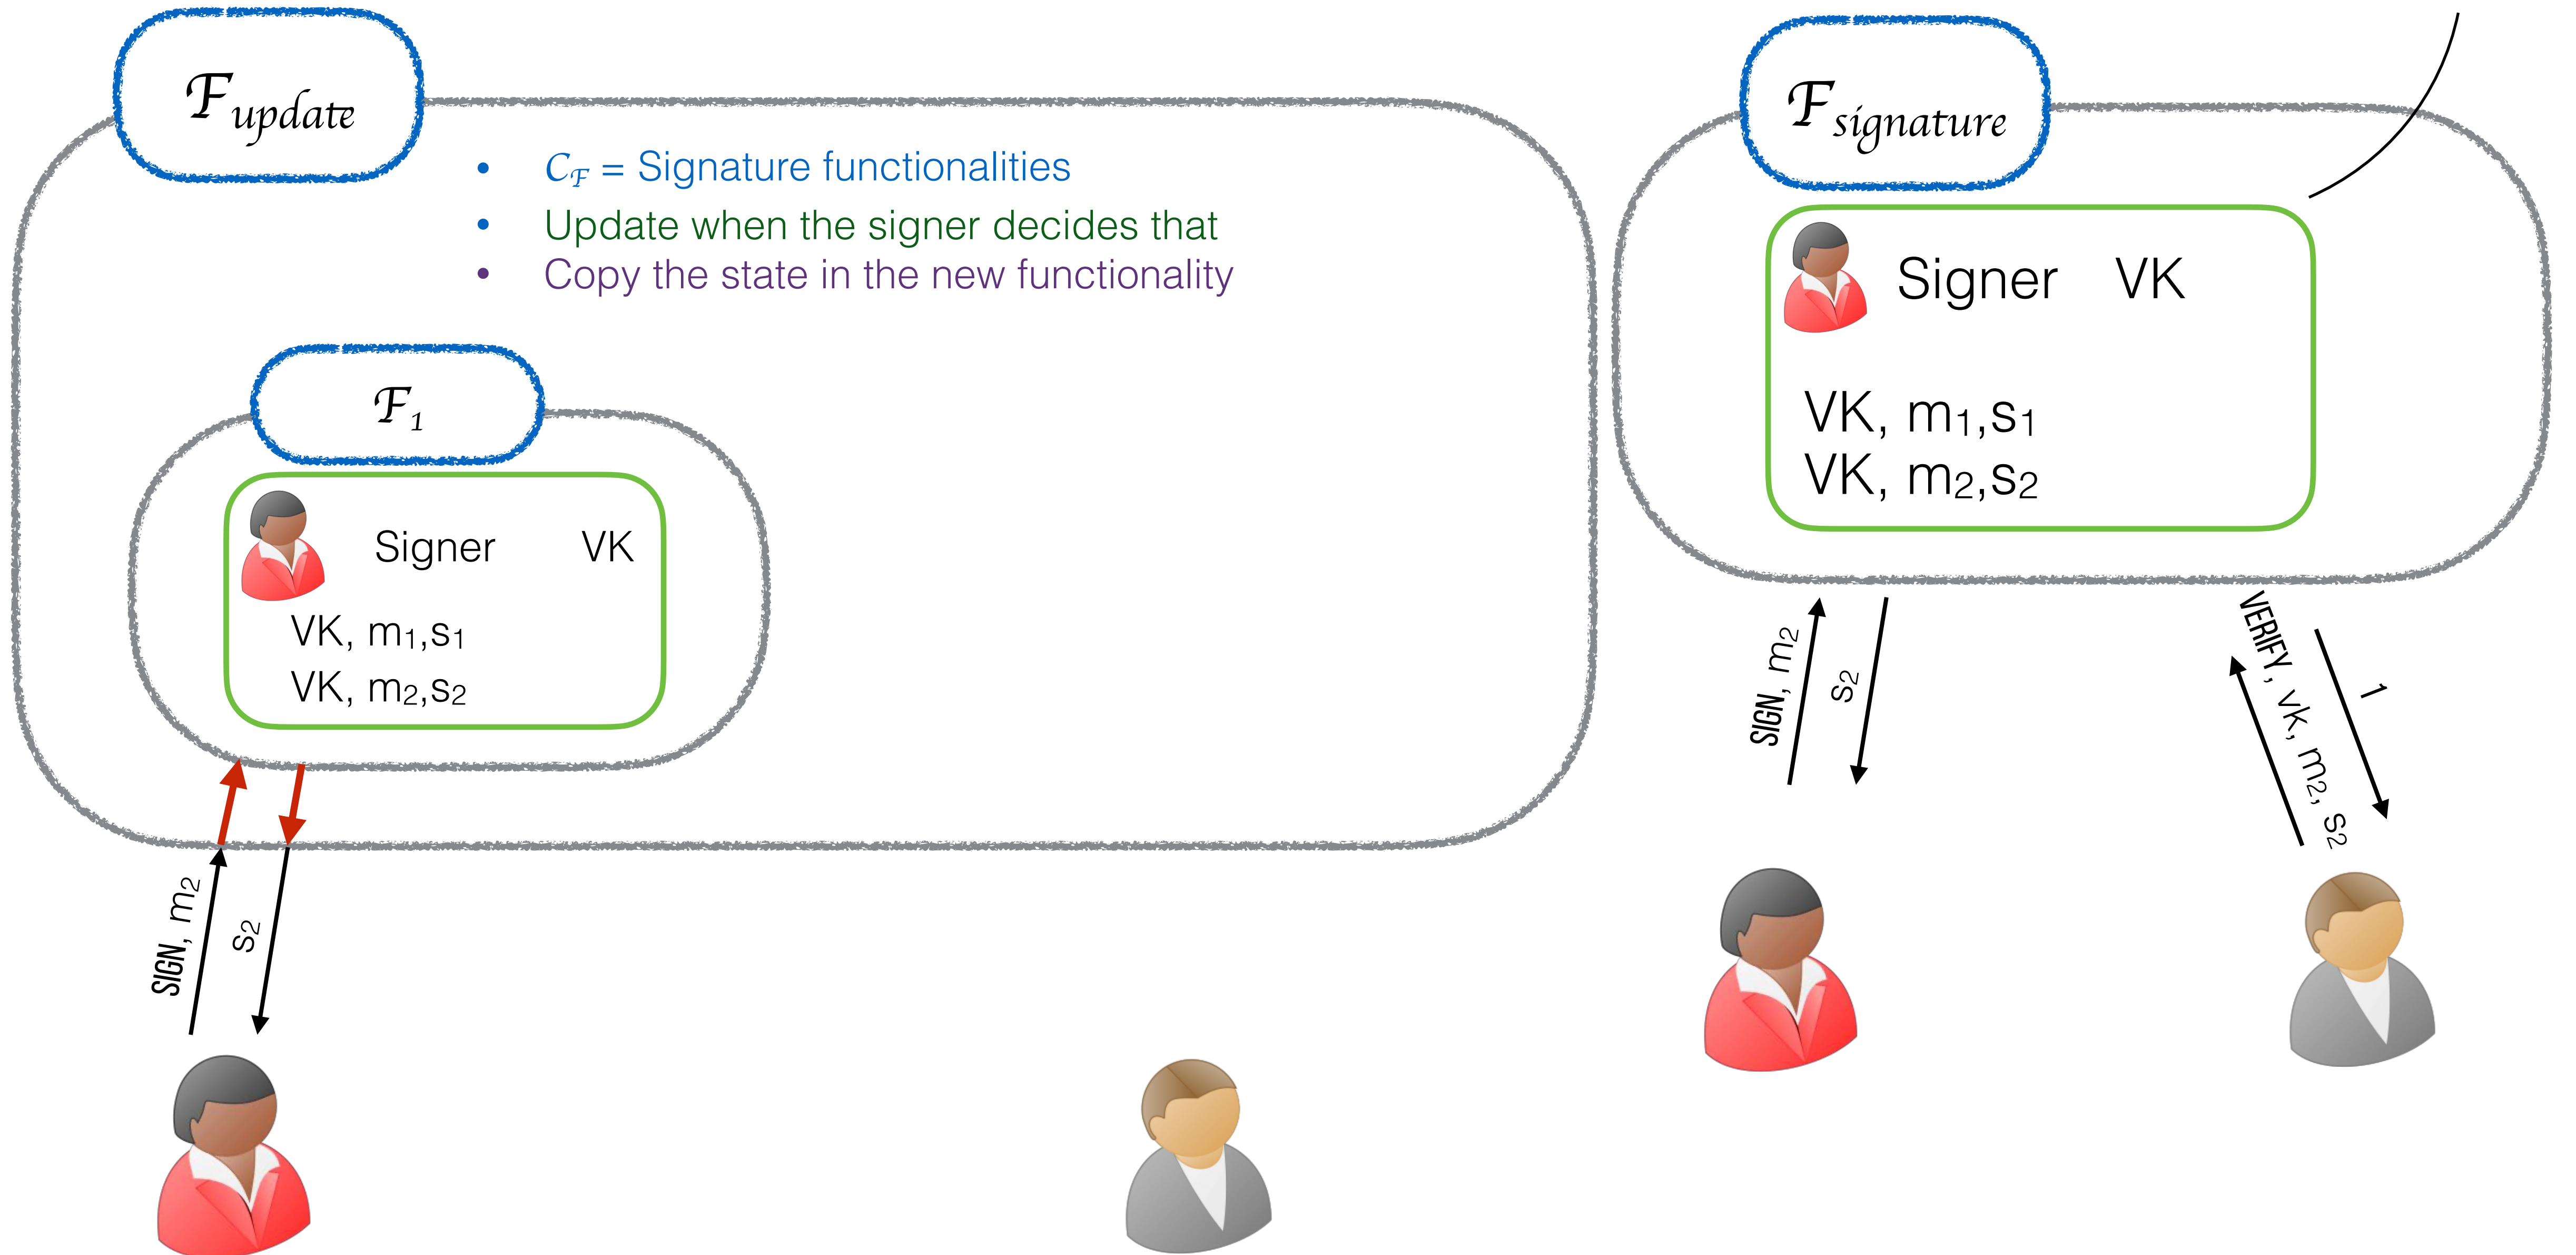 ℱupdate
• C_ℱ = Signature functionalities
• Update when the signer decides that
• Copy the state in the new functionality
ℱ1
Signer VK
VK, m1,s1
VK, m2,s2
SIGN, m2
s2
ℱsignature
Signer VK
VK, m1,s1
VK, m2,s2
SIGN, m2
s2
VERIFY, vk, m2, s2
1